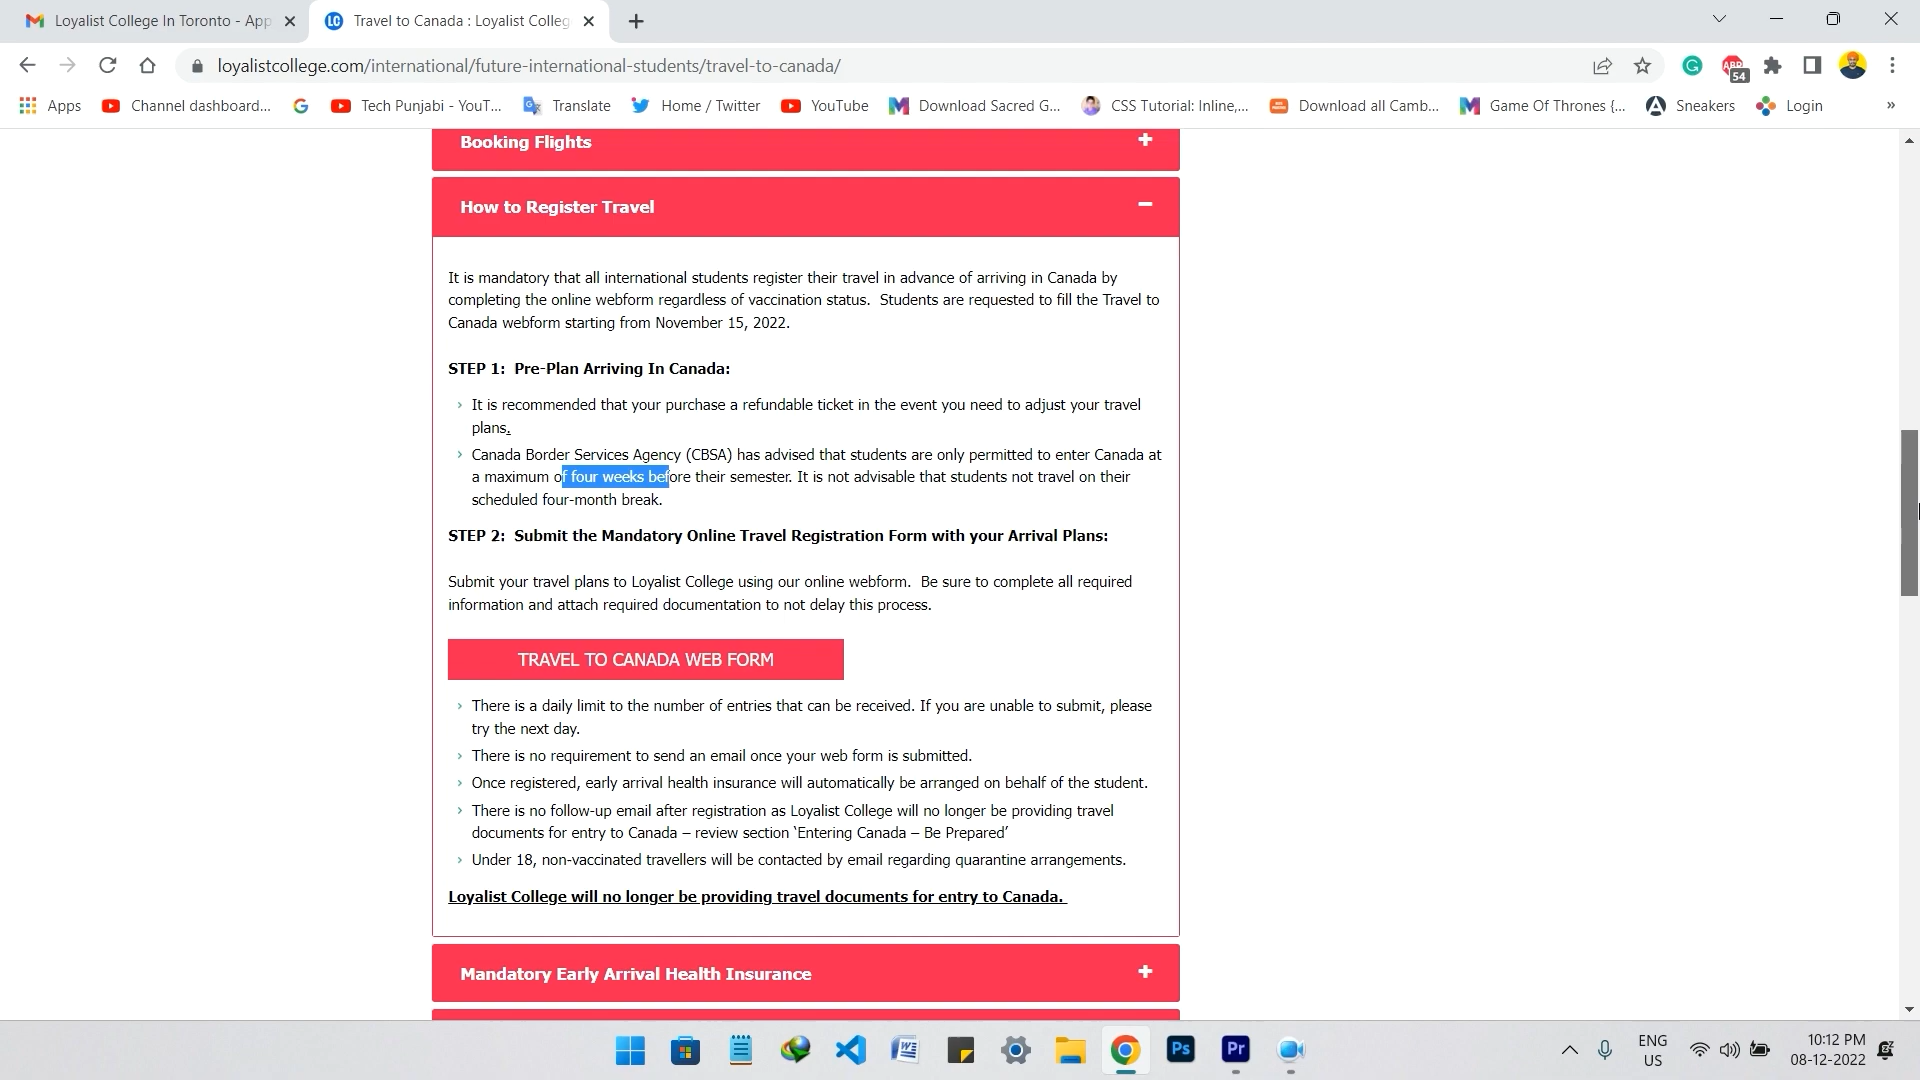 Loyalist College In Toronto - App
Travel to Canada : Loyalist Colleg
loyalistcollege.com/international/future-international-students/travel-to-canada/
54
Apps
Channel dashboard...
Tech Punjabi - YouT...
Translate
Home / Twitter
YouTube
Download Sacred G...
CSS Tutorial: Inline,...
Download all Camb...
Game Of Thrones {...
Sneakers
Login
»
Booking Flights
How to Register Travel
It is mandatory that all international students register their travel in advance of arriving in Canada by
completing the online webform regardless of vaccination status.  Students are requested to fill the Travel to
Canada webform starting from November 15, 2022.
STEP 1:  Pre-Plan Arriving In Canada:
It is recommended that your purchase a refundable ticket in the event you need to adjust your travel
plans.
Canada Border Services Agency (CBSA) has advised that students are only permitted to enter Canada at
a maximum of four weeks before their semester. It is not advisable that students not travel on their
scheduled four-month break.
STEP 2:  Submit the Mandatory Online Travel Registration Form with your Arrival Plans:
Submit your travel plans to Loyalist College using our online webform.  Be sure to complete all required
information and attach required documentation to not delay this process.
TRAVEL TO CANADA WEB FORM
There is a daily limit to the number of entries that can be received. If you are unable to submit, please
try the next day.
There is no requirement to send an email once your web form is submitted.
Once registered, early arrival health insurance will automatically be arranged on behalf of the student.
There is no follow-up email after registration as Loyalist College will no longer be providing travel
documents for entry to Canada – review section ‘Entering Canada – Be Prepared’
Under 18, non-vaccinated travellers will be contacted by email regarding quarantine arrangements.
Loyalist College will no longer be providing travel documents for entry to Canada.
Mandatory Early Arrival Health Insurance
Ps
Pr
ENG
US
10:12 PM
08-12-2022